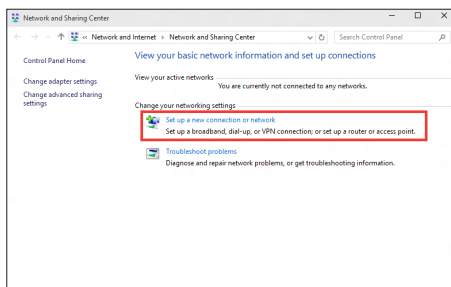 Network and Sharing Center
« Network and Internet › Network and Sharing Center
Search Control Panel
Control Panel Home
Change adapter settings
Change advanced sharing
settings
View your basic network information and set up connections
View your active networks
You are currently not connected to any networks.
Change your networking settings
Set up a new connection or network
Set up a broadband, dial-up, or VPN connection; or set up a router or access point.
Troubleshoot problems
Diagnose and repair network problems, or get troubleshooting information.